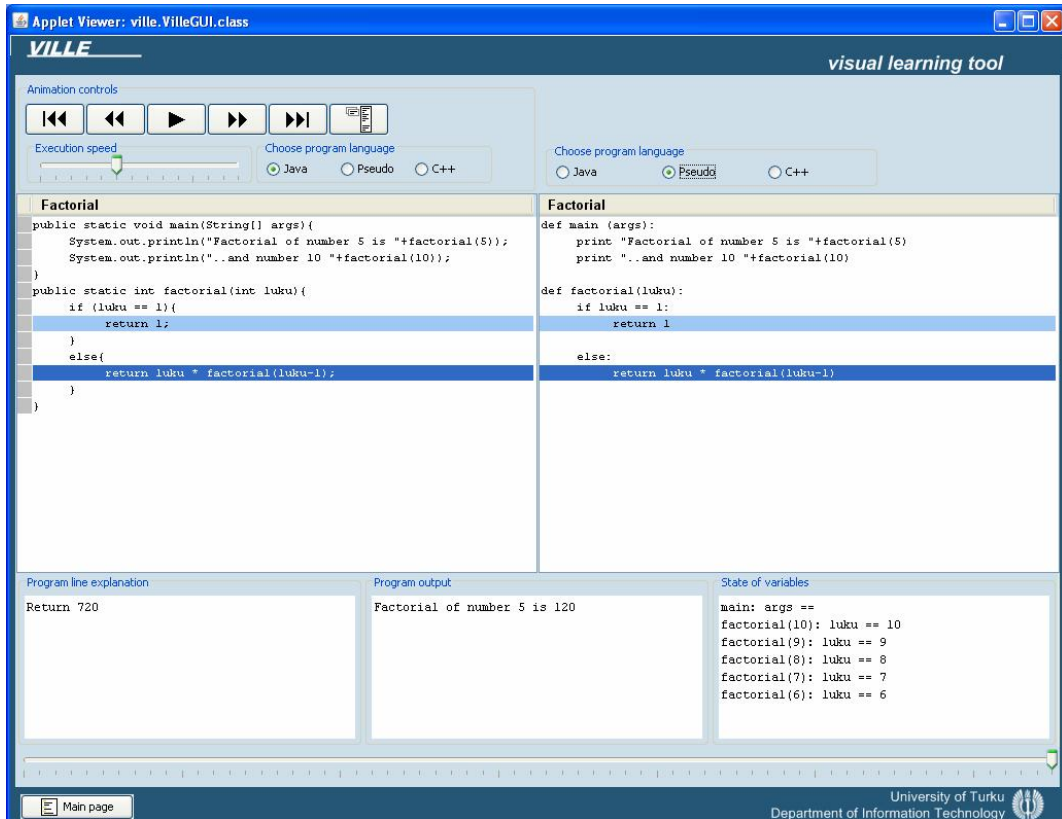 Applet Viewer: ville.VilleGUI.class
VILLE
visual learning tool
Animation controls
Execution speed
Choose program language
Java Pseudo C++
Choose program language
Java Pseudo C++
Factorial
public static void main(String[] args){
System.out.println("Factorial of number 5 is "+factorial(5));
System.out.println("..and number 10 "+factorial(10));
}
public static int factorial(int luku){
if (luku == 1){
return 1;
}
else{
return luku * factorial(luku-1);
}
}
Factorial
def main (args):
print "Factorial of number 5 is "+factorial(5)
print "..and number 10 "+factorial(10)
def factorial(luku):
if luku == 1:
return 1
else:
return luku * factorial(luku-1)
Program line explanation
Return 720
Program output
Factorial of number 5 is 120
State of variables
main: args ==
factorial(10): luku == 10
factorial(9): luku == 9
factorial(8): luku == 8
factorial(7): luku == 7
factorial(6): luku == 6
Main page
University of Turku
Department of Information Technology